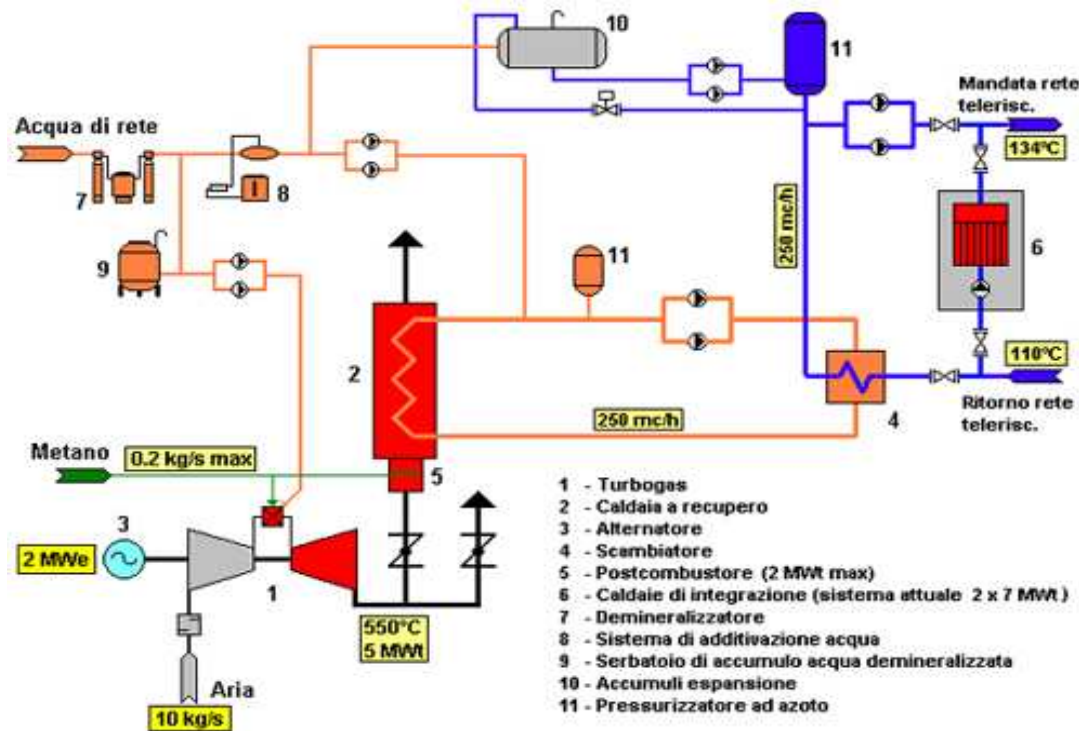 10
11
Mandata rete
telerisc.
134°C
Acqua di rete
7
8
250 mc/h
6
9
11
2
110°C
Ritorno rete
telerisc.
250 mc/h
4
Metano
0.2 kg/s max
5
3
2 MWe
1
550°C
5 MWt
Aria
10 kg/s
1 - Turbogas
2 - Caldaia a recupero
3 - Alternatore
4 - Scambiatore
5 - Postcombustore (2 MWt max)
6 - Caldaie di integrazione (sistema attuale 2 x 7 MWt)
7 - Demineralizzatore
8 - Sistema di additivazione acqua
9 - Serbatoio di accumulo acqua demineralizzata
10 - Accumuli espansione
11 - Pressurizzatore ad azoto